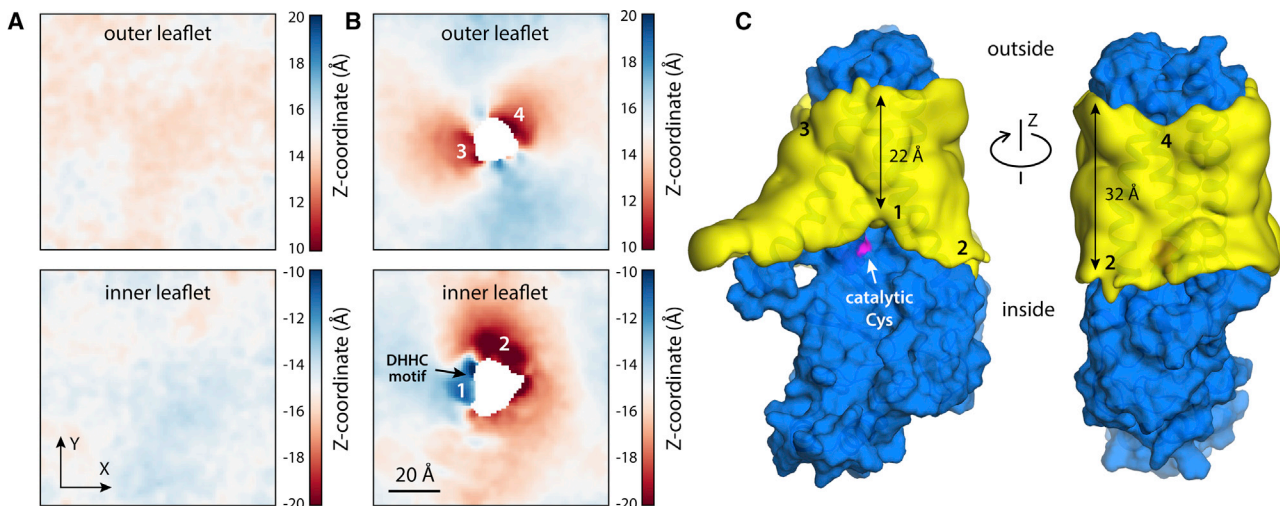 A
outer leaflet
20
18
16
14
12
10
Z-coordinate (Å)
inner leaflet
Y
X
-10
-12
-14
-16
-18
-20
Z-coordinate (Å)
B
outer leaflet
4
3
20
18
16
14
12
10
Z-coordinate (Å)
inner leaflet
2
DHHC
motif
1
20 Å
-10
-12
-14
-16
-18
-20
Z-coordinate (Å)
C
outside
3
22 Å
1
2
catalytic
Cys
Z
inside
4
32 Å
2